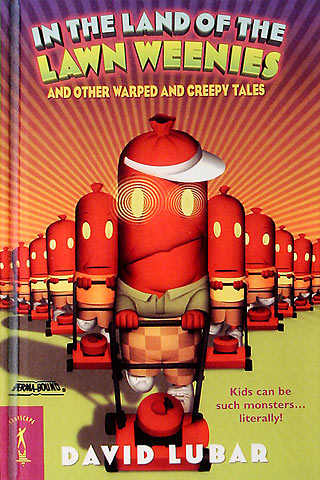 IN THE LAND OF THE
LAWN WEENIES
AND OTHER WARPED AND CREEPY TALES
PERMA-BOUND
Kids can be
such monsters...
literally!
STARSCAPE
DAVID LUBAR